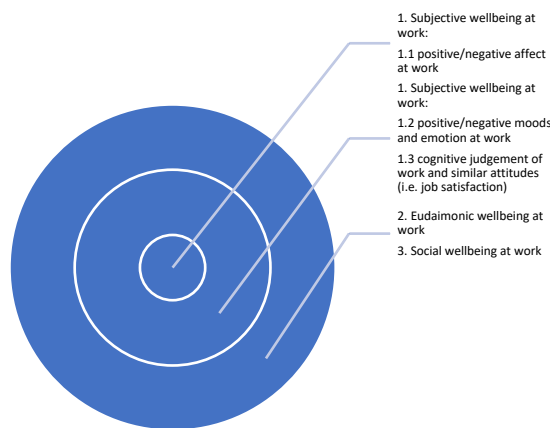 1. Subjective wellbeing at
work:
1.1 positive/negative affect
at work
1. Subjective wellbeing at
work:
1.2 positive/negative moods
and emotion at work
1.3 cognitive judgement of
work and similar attitudes
(i.e. job satisfaction)
2. Eudaimonic wellbeing at
work
3. Social wellbeing at work